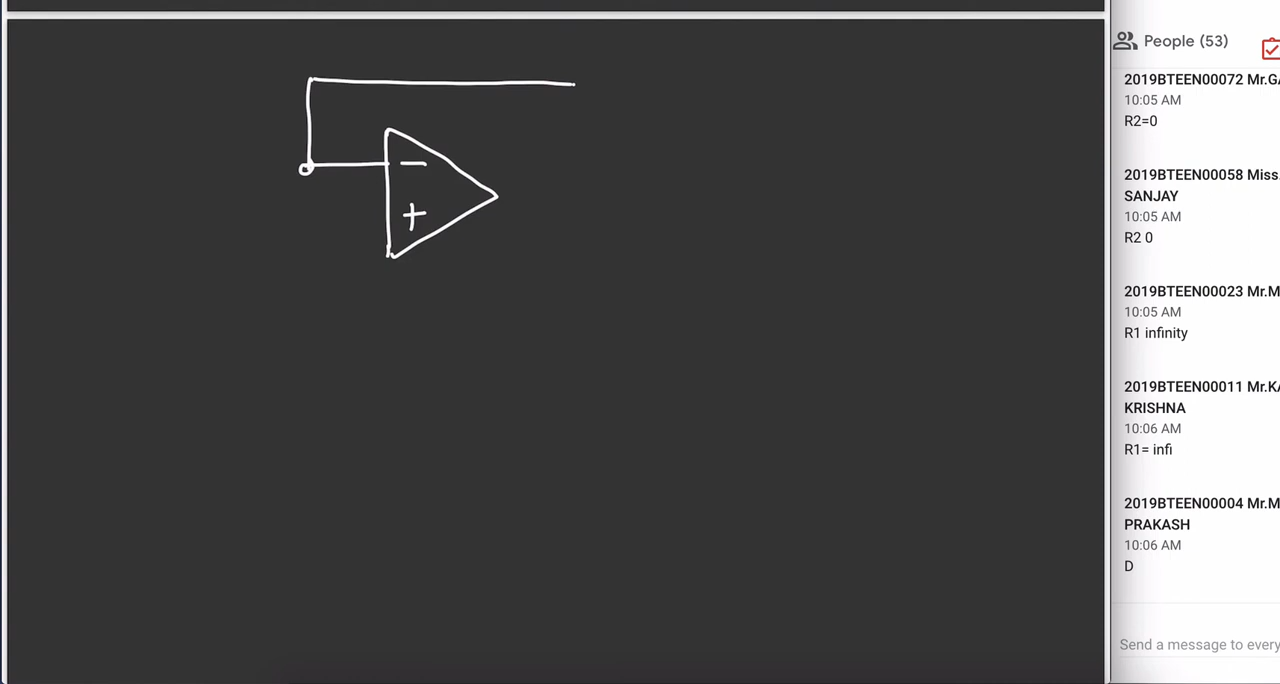 −
+
People (53)
2019BTEEN00072 Mr.GA
10:05 AM
R2=0
2019BTEEN00058 Miss.
SANJAY
10:05 AM
R2 0
2019BTEEN00023 Mr.M
10:05 AM
R1 infinity
2019BTEEN00011 Mr.KA
KRISHNA
10:06 AM
R1= infi
2019BTEEN00004 Mr.M
PRAKASH
10:06 AM
D
Send a message to every